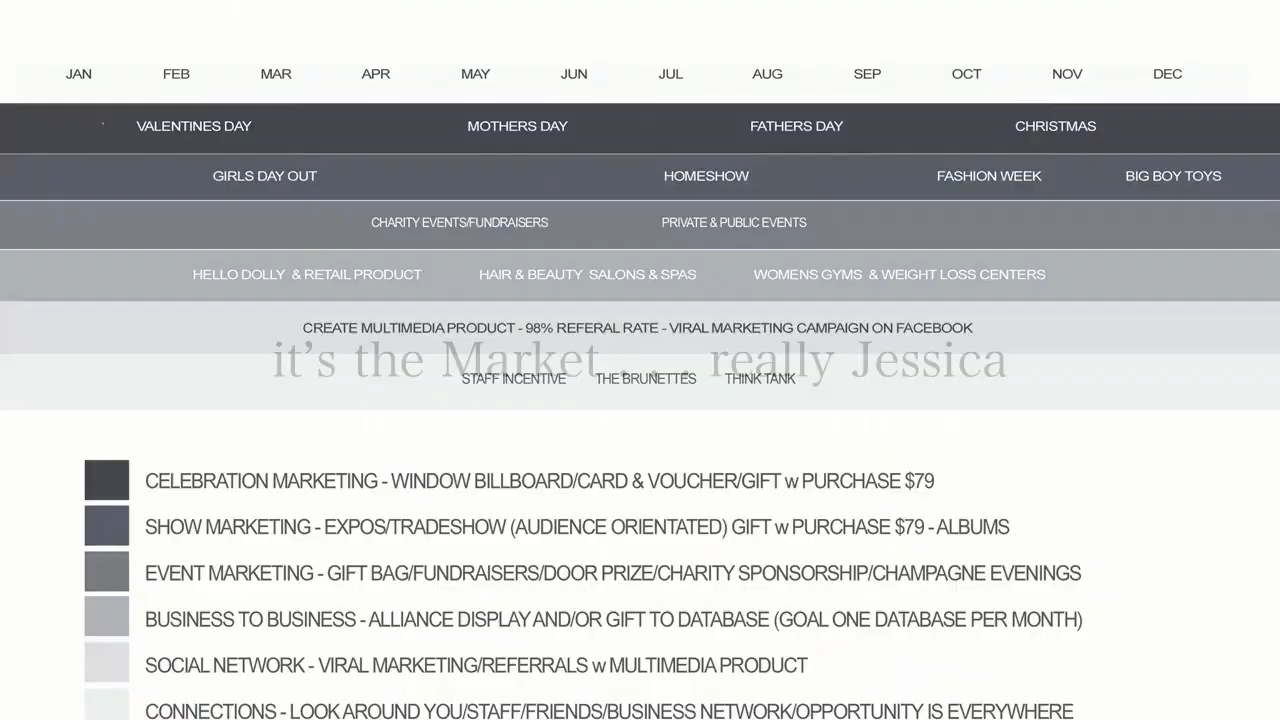 JAN FEB MAR APR MAY JUN JUL AUG SEP OCT NOV DEC
VALENTINES DAY MOTHERS DAY FATHERS DAY CHRISTMAS
GIRLS DAY OUT HOMESHOW FASHION WEEK BIG BOY TOYS
CHARITY EVENTS/FUNDRAISERS PRIVATE & PUBLIC EVENTS
HELLO DOLLY & RETAIL PRODUCT HAIR & BEAUTY SALONS & SPAS WOMENS GYMS & WEIGHT LOSS CENTERS
CREATE MULTIMEDIA PRODUCT - 98% REFERAL RATE - VIRAL MARKETING CAMPAIGN ON FACEBOOK
it's the Market . . . . really Jessica
STAFF INCENTIVE THE BRUNETTES THINK TANK
CELEBRATION MARKETING - WINDOW BILLBOARD/CARD & VOUCHER/GIFT w PURCHASE $79
SHOW MARKETING - EXPOS/TRADESHOW (AUDIENCE ORIENTATED) GIFT w PURCHASE $79 - ALBUMS
EVENT MARKETING - GIFT BAG/FUNDRAISERS/DOOR PRIZE/CHARITY SPONSORSHIP/CHAMPAGNE EVENINGS
BUSINESS TO BUSINESS - ALLIANCE DISPLAY AND/OR GIFT TO DATABASE (GOAL ONE DATABASE PER MONTH)
SOCIAL NETWORK - VIRAL MARKETING/REFERRALS w MULTIMEDIA PRODUCT
CONNECTIONS - LOOK AROUND YOU/STAFF/FRIENDS/BUSINESS NETWORK/OPPORTUNITY IS EVERYWHERE